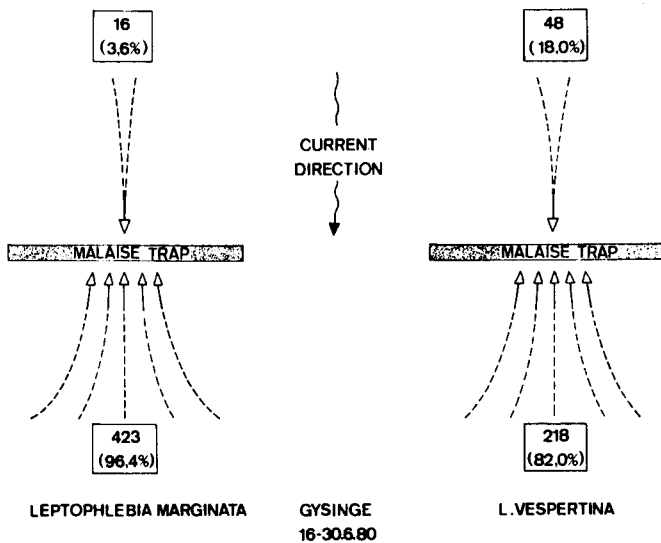 16
(3,6%)
48
(18,0%)
CURRENT
DIRECTION
MALAISE TRAP
MALAISE TRAP
423
(96,4%)
218
(82,0%)
LEPTOPHLEBIA MARGINATA
GYSINGE
16-30.6.80
L.VESPERTINA